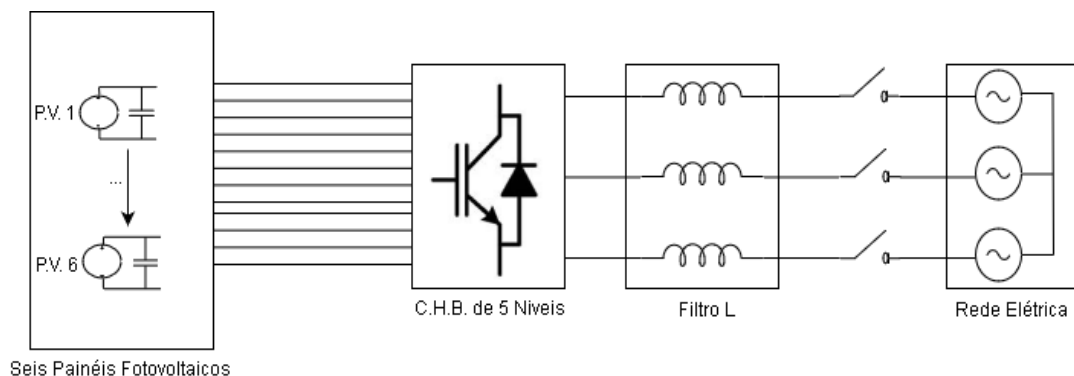 P.V. 1
...
P.V. 6
Seis Painéis Fotovoltaicos
C.H.B. de 5 Niveis
Filtro L
Rede Elétrica